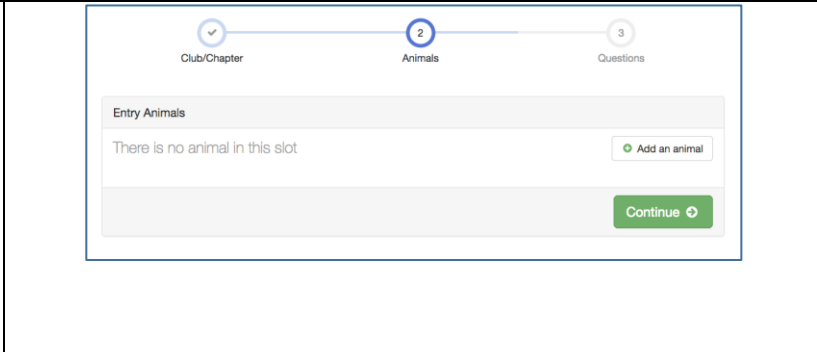 2 3
Club/Chapter Animals Questions
Entry Animals
There is no animal in this slot Add an animal
Continue